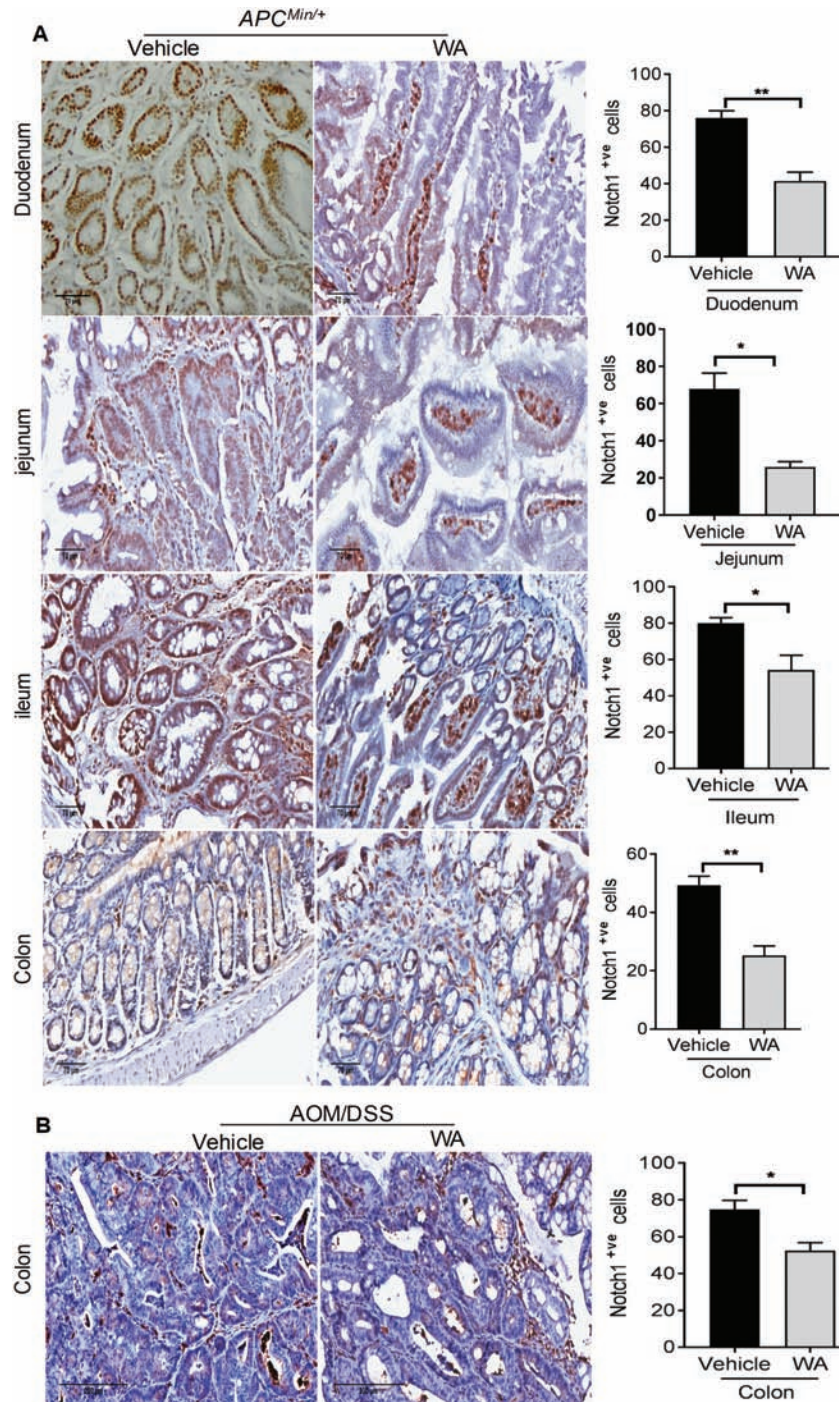 A
APC^Min/+
Vehicle WA
Duodenum
80
60
40
20
0
Notch1 +ve cells
**
Vehicle WA
Duodenum
jejunum
100
80
60
40
20
0
Notch1 +ve cells
*
Vehicle WA
Jejunum
ileum
100
80
60
40
20
0
Notch1 +ve cells
*
Vehicle WA
Ileum
Colon
60
40
20
0
Notch1 +ve cells
**
Vehicle WA
Colon
B
AOM/DSS
Vehicle WA
Colon
100
80
60
40
20
0
Notch1 +ve cells
*
Vehicle WA
Colon